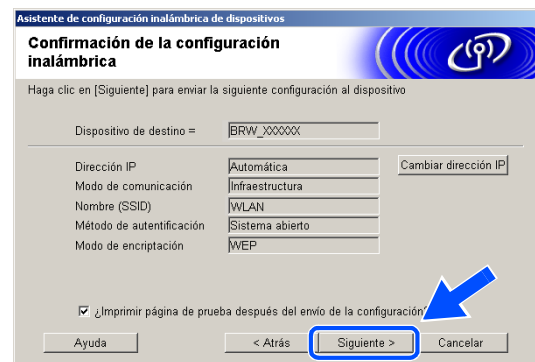 Asistente de configuración inalámbrica de dispositivos
Confirmación de la configuración
inalámbrica
Haga clic en [Siguiente] para enviar la siguiente configuración al dispositivo
Dispositivo de destino = BRW_XXXXXX
Dirección IP Automática Cambiar dirección IP
Modo de comunicación Infraestructura
Nombre (SSID) WLAN
Método de autentificación Sistema abierto
Modo de encriptación WEP
¿Imprimir página de prueba después del envío de la configuración?
Ayuda < Atrás Siguiente > Cancelar